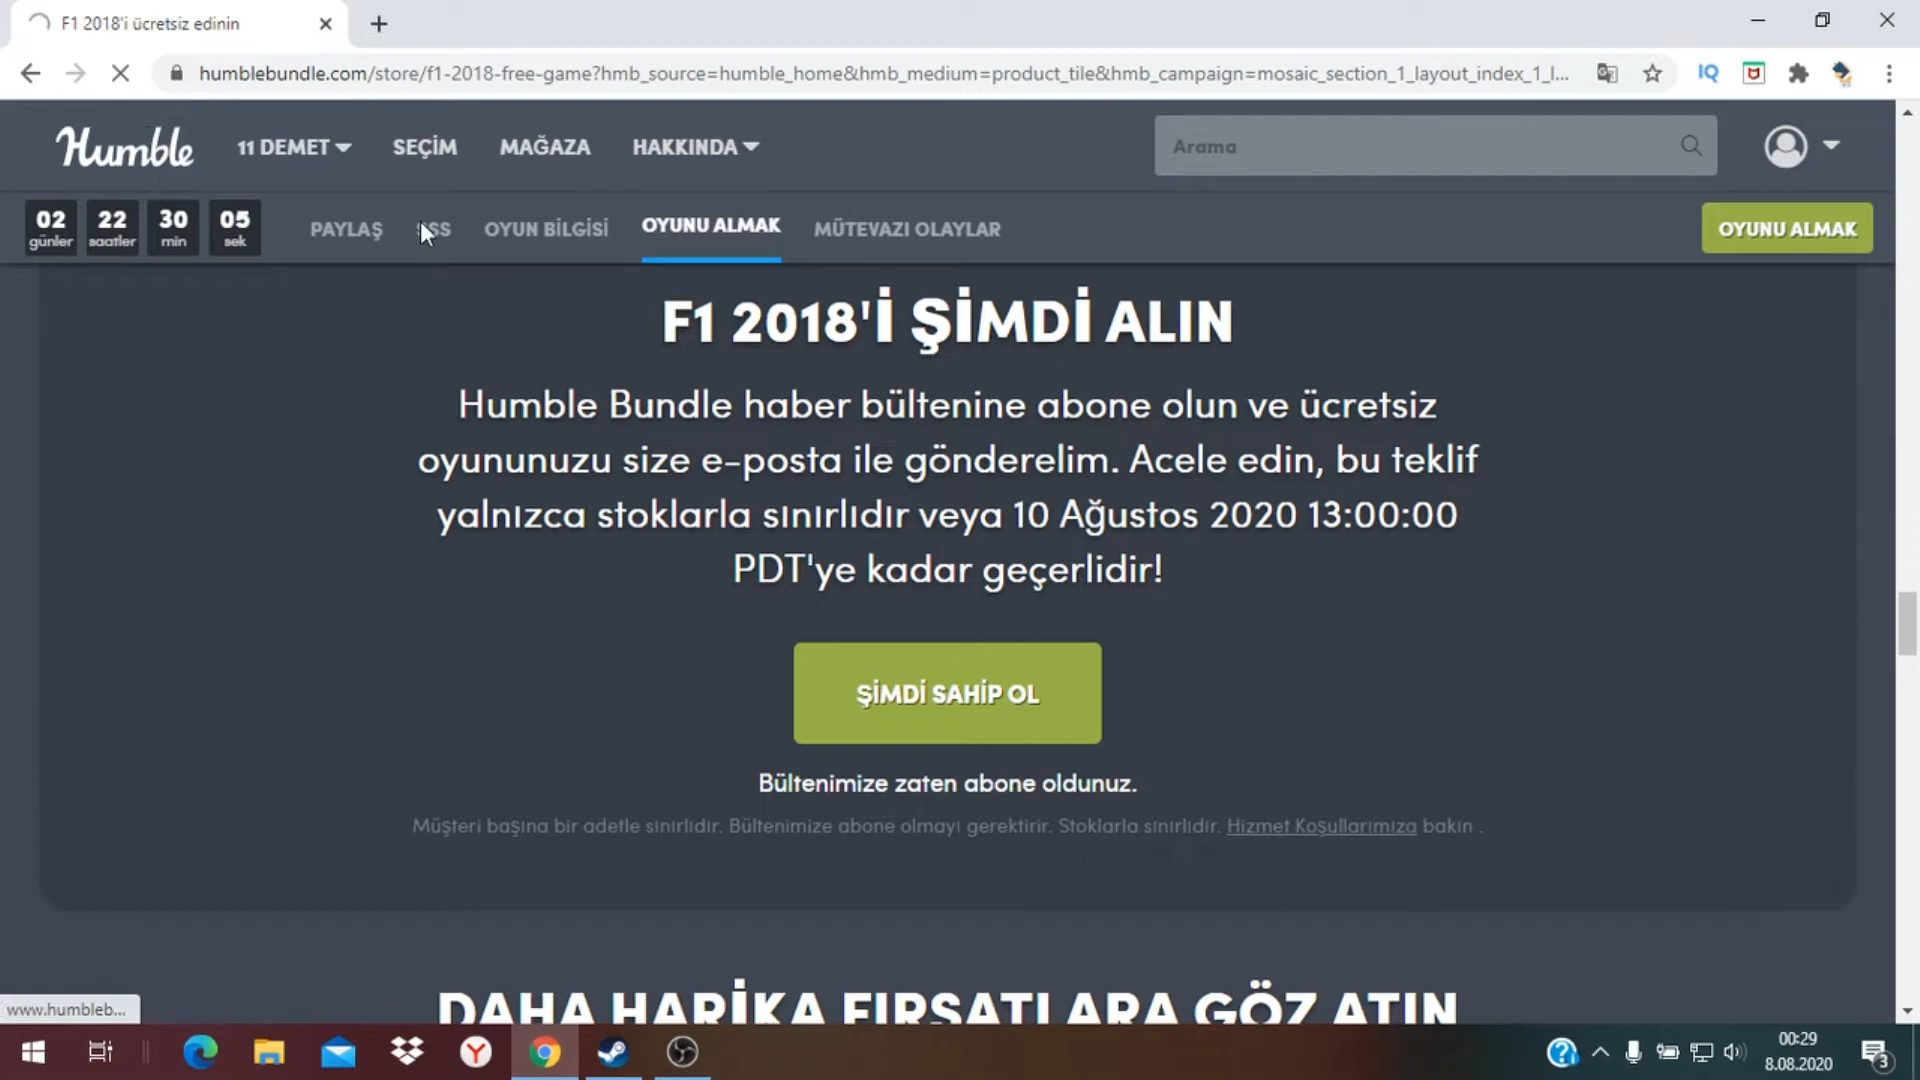 F1 2018'i ücretsiz edinin
humblebundle.com/store/f1-2018-free-game?hmb_source=humble_home&hmb_medium=product_tile&hmb_campaign=mosaic_section_1_layout_index_1_l...
IQ
Humble
11 DEMET
SEÇİM
MAĞAZA
HAKKINDA
Arama
02 22 30 05
günler saatler min sek
PAYLAŞ
OYUN BİLGİSİ
OYUNU ALMAK
MÜTEVAZI OLAYLAR
OYUNU ALMAK
F1 2018'İ ŞİMDİ ALIN
Humble Bundle haber bültenine abone olun ve ücretsiz
oyununuzu size e-posta ile gönderelim. Acele edin, bu teklif
yalnızca stoklarla sınırlıdır veya 10 Ağustos 2020 13:00:00
PDT'ye kadar geçerlidir!
ŞİMDİ SAHİP OL
Bültenimize zaten abone oldunuz.
Müşteri başına bir adetle sınırlıdır. Bültenimize abone olmayı gerektirir. Stoklarla sınırlıdır. Hizmet Koşullarımıza bakın .
DAHA HARİKA FIRSATLARA GÖZ ATIN
www.humbleb...
00:29
8.08.2020
3